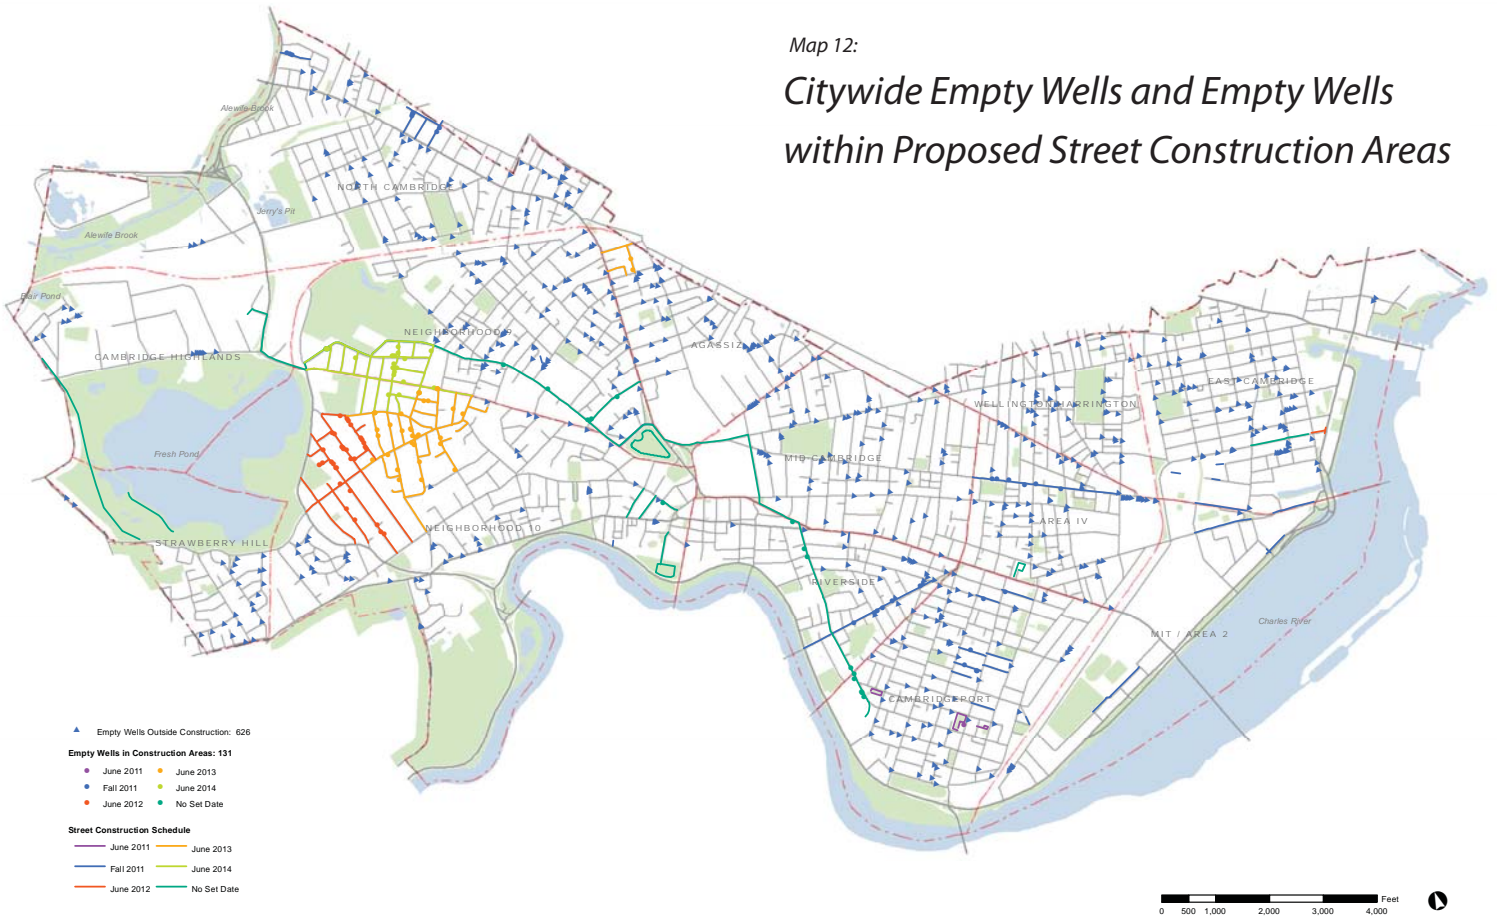 Map 12:
Citywide Empty Wells and Empty Wells
within Proposed Street Construction Areas
Alewife Brook
NORTH CAMBRIDGE
Jerry's Pit
Alewife Brook
Blair Pond
NEIGHBORHOOD 9
AGASSIZ
CAMBRIDGE HIGHLANDS
EAST CAMBRIDGE
WELLINGTON-HARRINGTON
Fresh Pond
MID-CAMBRIDGE
AREA IV
NEIGHBORHOOD 10
STRAWBERRY HILL
RIVERSIDE
Charles River
MIT / AREA 2
CAMBRIDGEPORT
Empty Wells Outside Construction: 626
Empty Wells in Construction Areas: 131
June 2011 June 2013
Fall 2011 June 2014
June 2012 No Set Date
Street Construction Schedule
June 2011 June 2013
Fall 2011 June 2014
June 2012 No Set Date
Feet
0 500 1,000 2,000 3,000 4,000